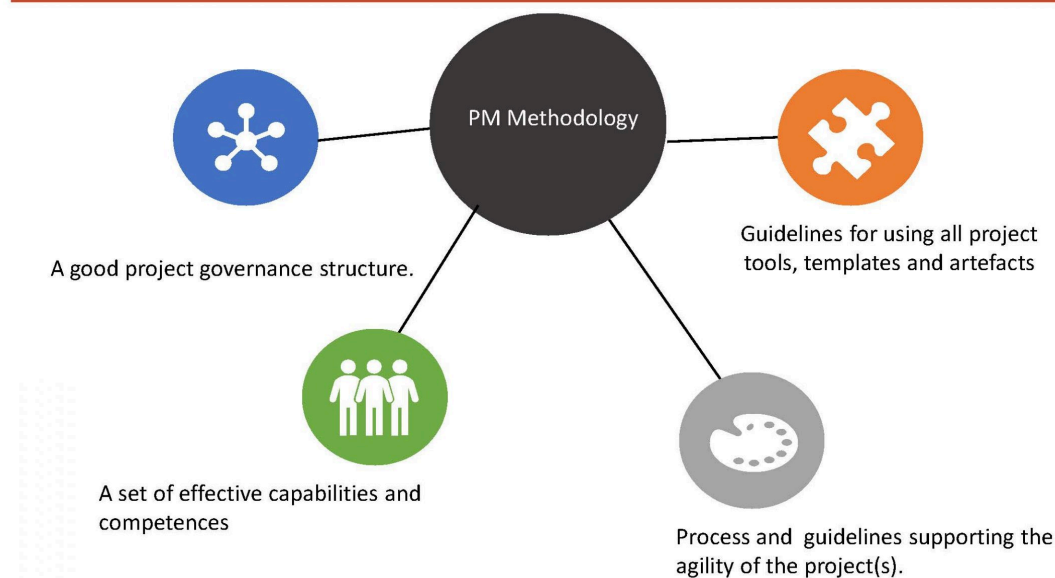 PM Methodology
Guidelines for using all project
tools, templates and artefacts
A good project governance structure.
A set of effective capabilities and
competences
Process and guidelines supporting the
agility of the project(s).